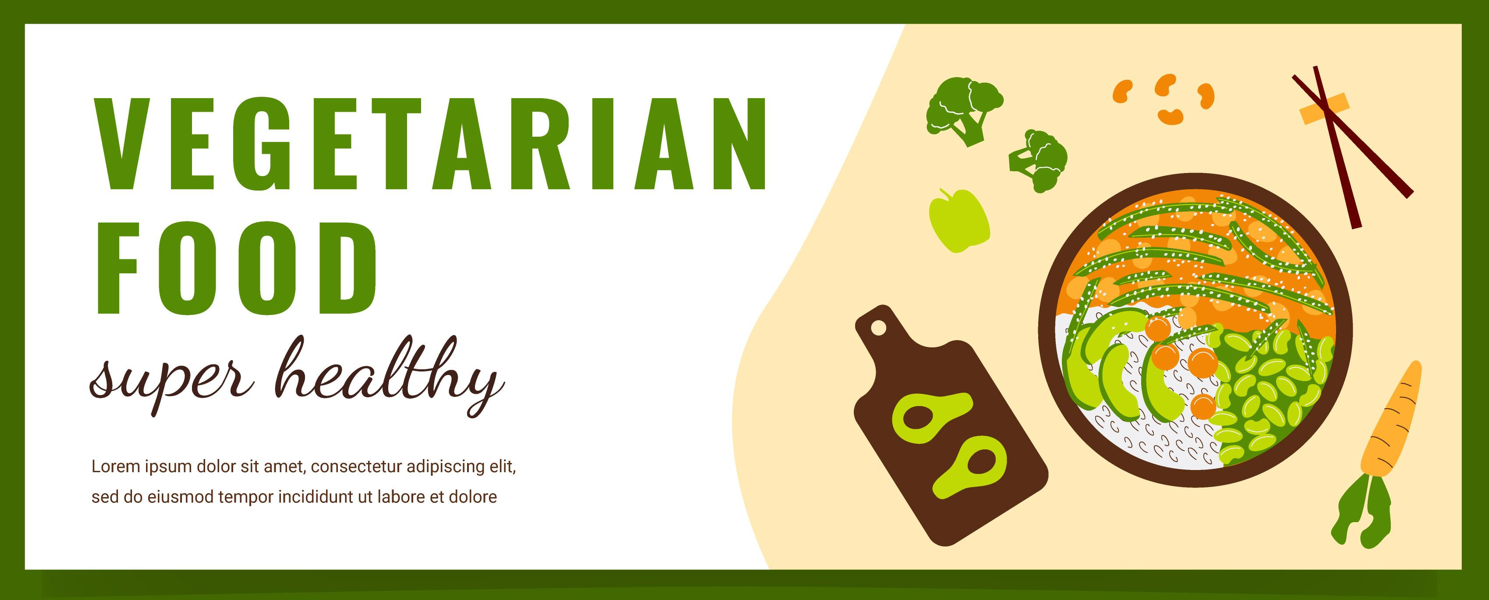 VEGETARIAN
FOOD
super healthy
Lorem ipsum dolor sit amet, consectetur adipiscing elit,
sed do eiusmod tempor incididunt ut labore et dolore